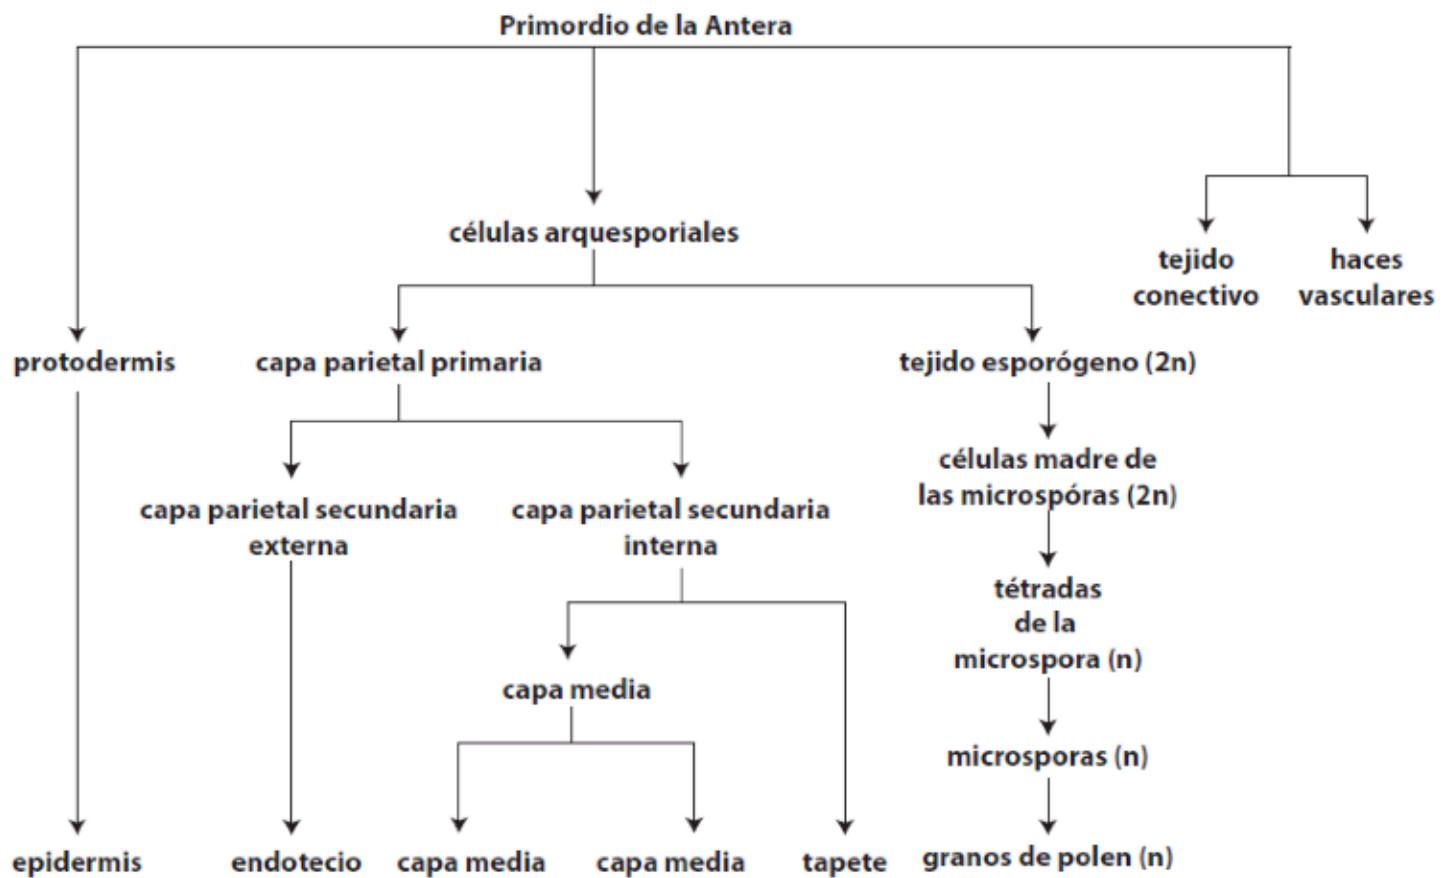 Primordio de la Antera
células arquesporiales
tejido
conectivo
haces
vasculares
protodermis
capa parietal primaria
tejido esporógeno (2n)
células madre de
las microspóras (2n)
capa parietal secundaria
externa
capa parietal secundaria
interna
tétradas
de la
microspora (n)
capa media
microsporas (n)
epidermis
endotecio
capa media
capa media
tapete
granos de polen (n)